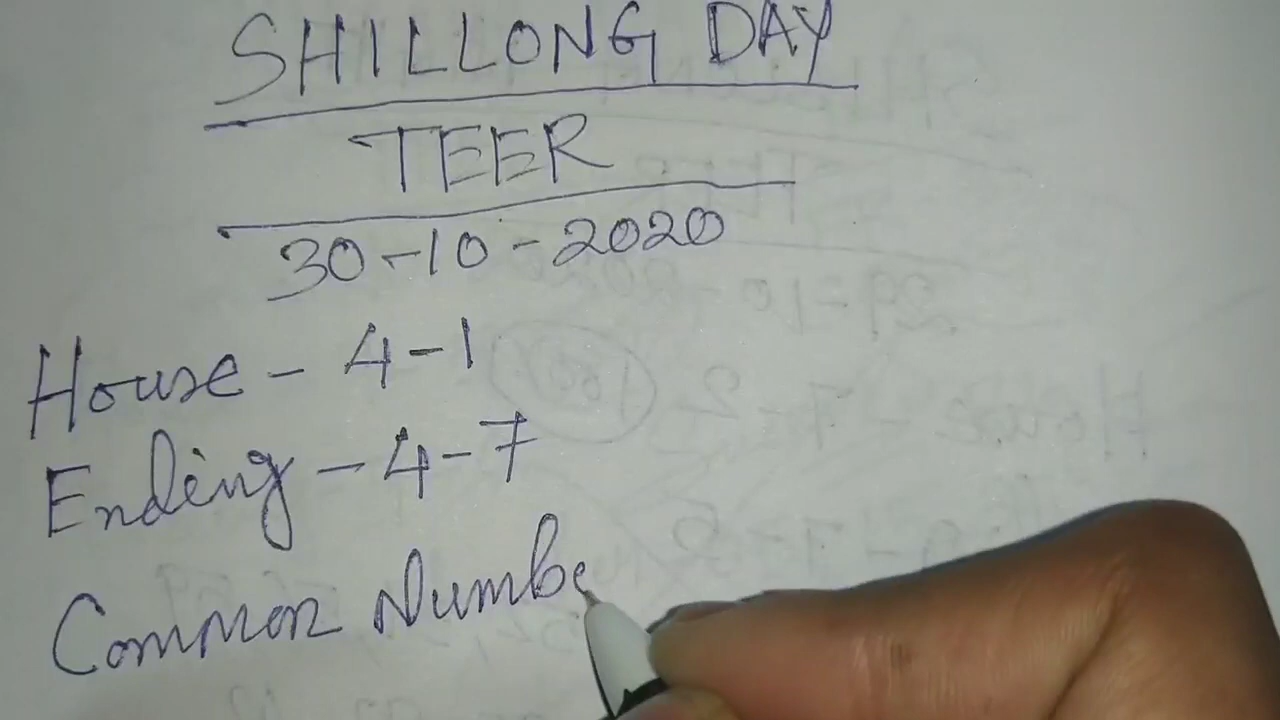 SHILLONG DAY
TEER
30-10-2020
House - 4-1
Ending - 4-7
Common Numbe